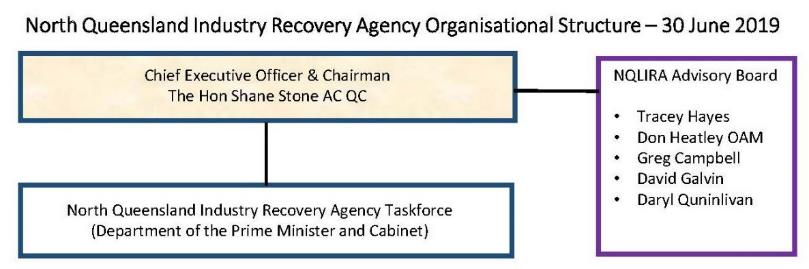 North Queensland Industry Recovery Agency Organisational Structure – 30 June 2019
Chief Executive Officer & Chairman
The Hon Shane Stone AC QC
North Queensland Industry Recovery Agency Taskforce
(Department of the Prime Minister and Cabinet)
NQLIRA Advisory Board
• Tracey Hayes
• Don Heatley OAM
• Greg Campbell
• David Galvin
• Daryl Quninlivan